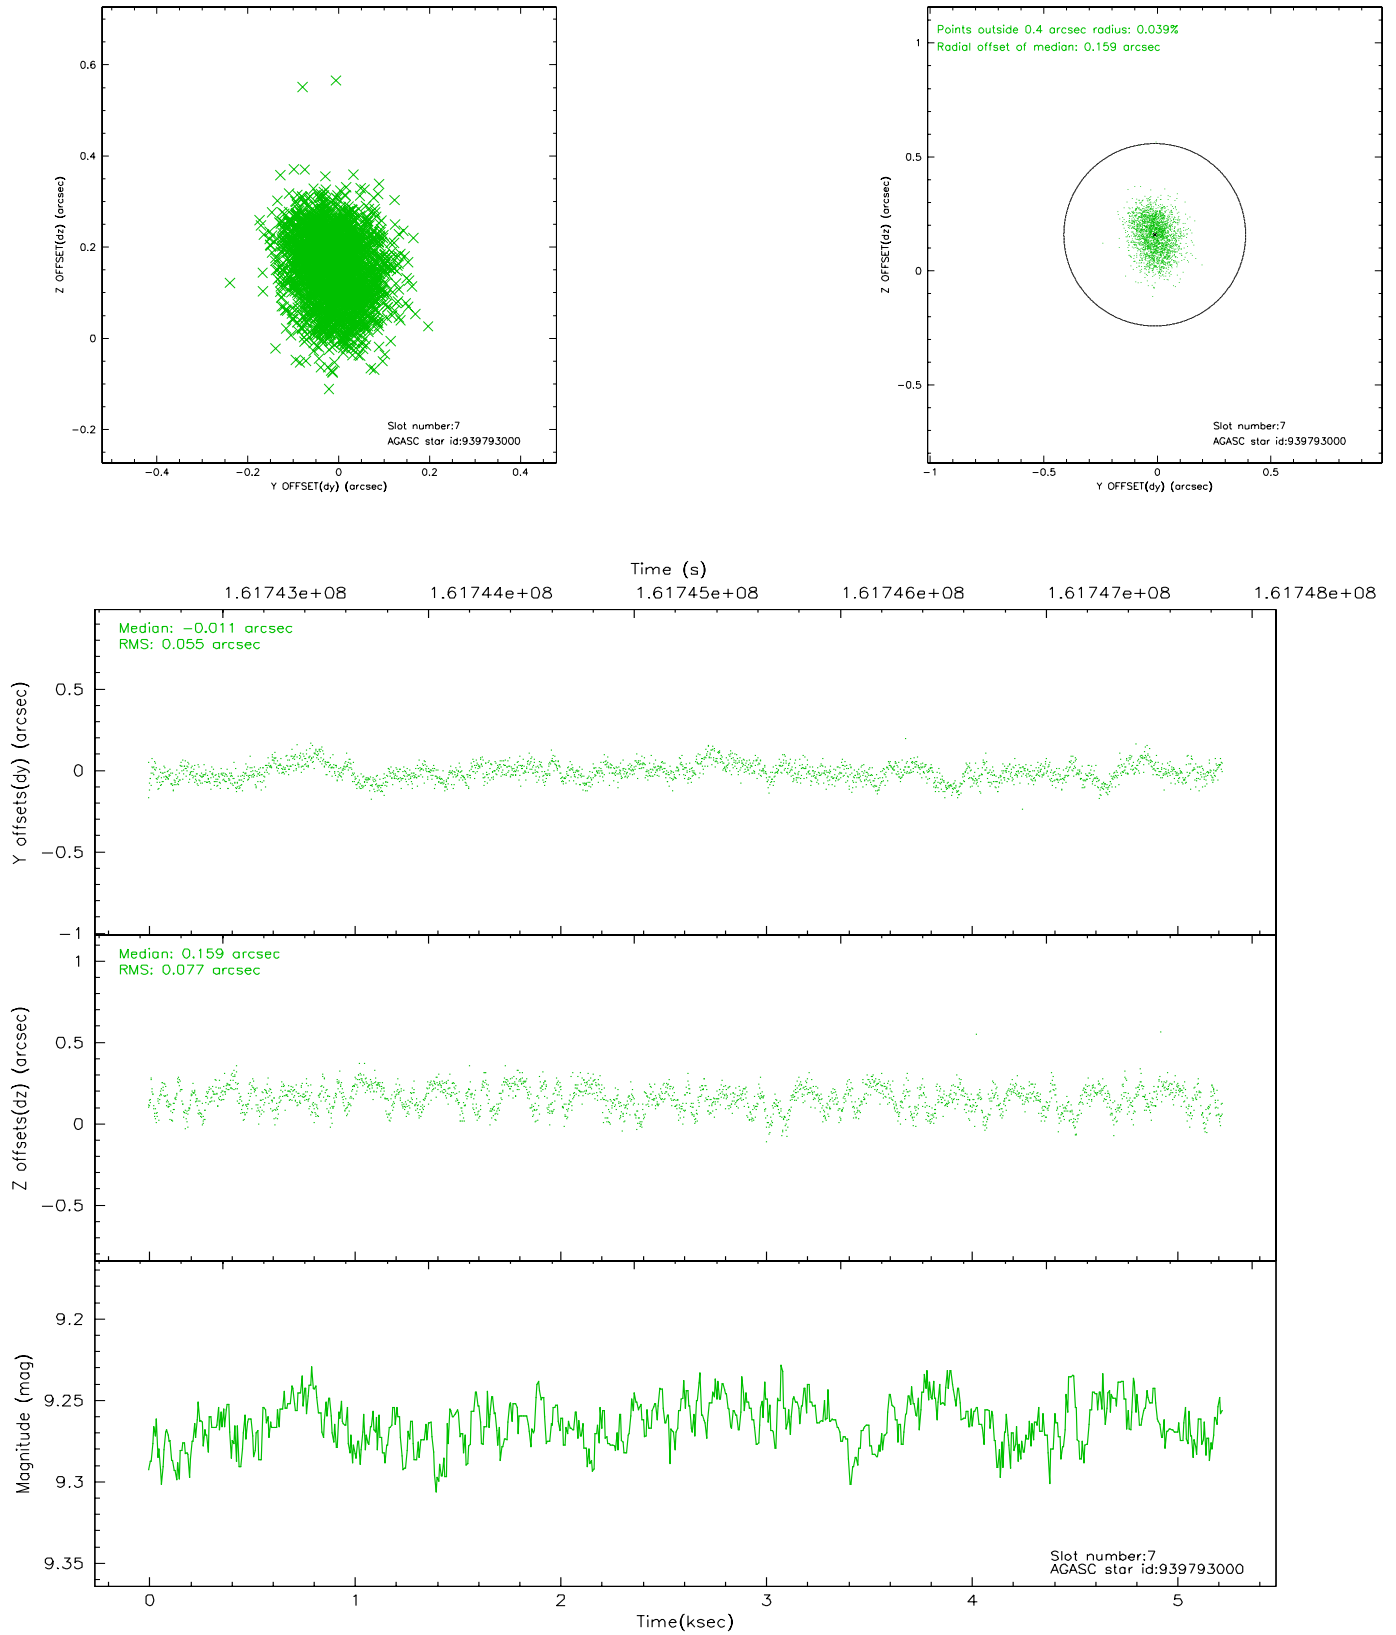 0.6
0.4
0.2
0
−0.2
−0.4
−0.2
0
0.2
0.4
Z OFFSET(dz) (arcsec)
Y OFFSET(dy) (arcsec)
Slot number:7
AGASC star id:939793000
Points outside 0.4 arcsec radius: 0.039%
Radial offset of median: 0.159 arcsec
1
0.5
0
−0.5
−1
−0.5
0
0.5
Z OFFSET(dz) (arcsec)
Y OFFSET(dy) (arcsec)
Slot number:7
AGASC star id:939793000
Time (s)
1.61743e+08 1.61744e+08 1.61745e+08 1.61746e+08 1.61747e+08 1.61748e+08
Median: −0.011 arcsec
RMS: 0.055 arcsec
0.5
0
−0.5
−1
Y offsets(dy) (arcsec)
Median: 0.159 arcsec
RMS: 0.077 arcsec
1
0.5
0
−0.5
Z offsets(dz) (arcsec)
9.2
9.25
9.3
9.35
Magnitude (mag)
Slot number:7
AGASC star id:939793000
0 1 2 3 4 5
Time(ksec)